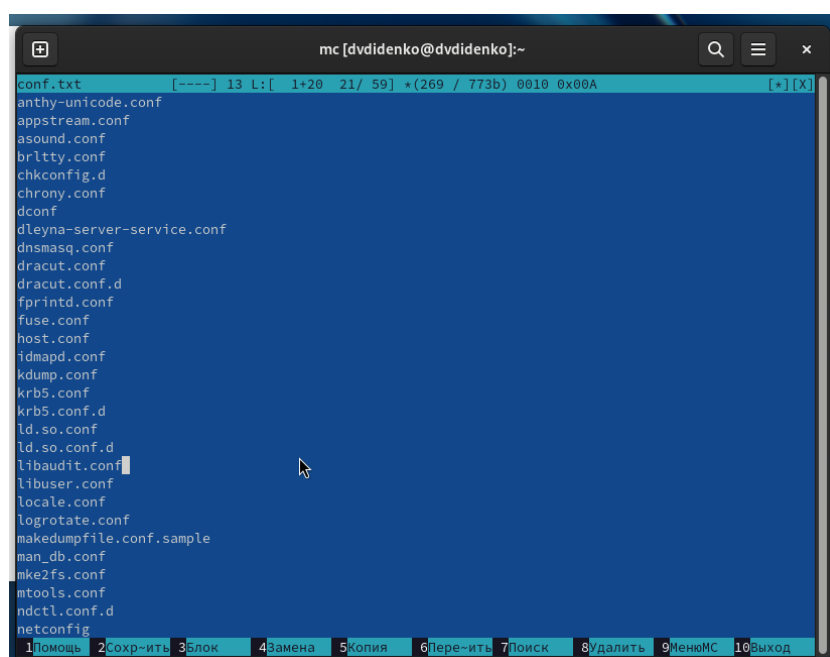 mc [dvdidenko@dvdidenko]:~
conf.txt [----] 13 L:[ 1+20 21/ 59] *(269 / 773b) 0010 0x00A [*][X]
anthy-unicode.conf
appstream.conf
asound.conf
brltty.conf
chkconfig.d
chrony.conf
dconf
dleyna-server-service.conf
dnsmasq.conf
dracut.conf
dracut.conf.d
fprintd.conf
fuse.conf
host.conf
idmapd.conf
kdump.conf
krb5.conf
krb5.conf.d
ld.so.conf
ld.so.conf.d
libaudit.conf
libuser.conf
locale.conf
logrotate.conf
makedumpfile.conf.sample
man_db.conf
mke2fs.conf
mtools.conf
ndctl.conf.d
netconfig
1Помощь 2Сохр~ить 3Блок 4Замена 5Копия 6Пере~ить 7Поиск 8Удалить 9МенюМС 10Выход